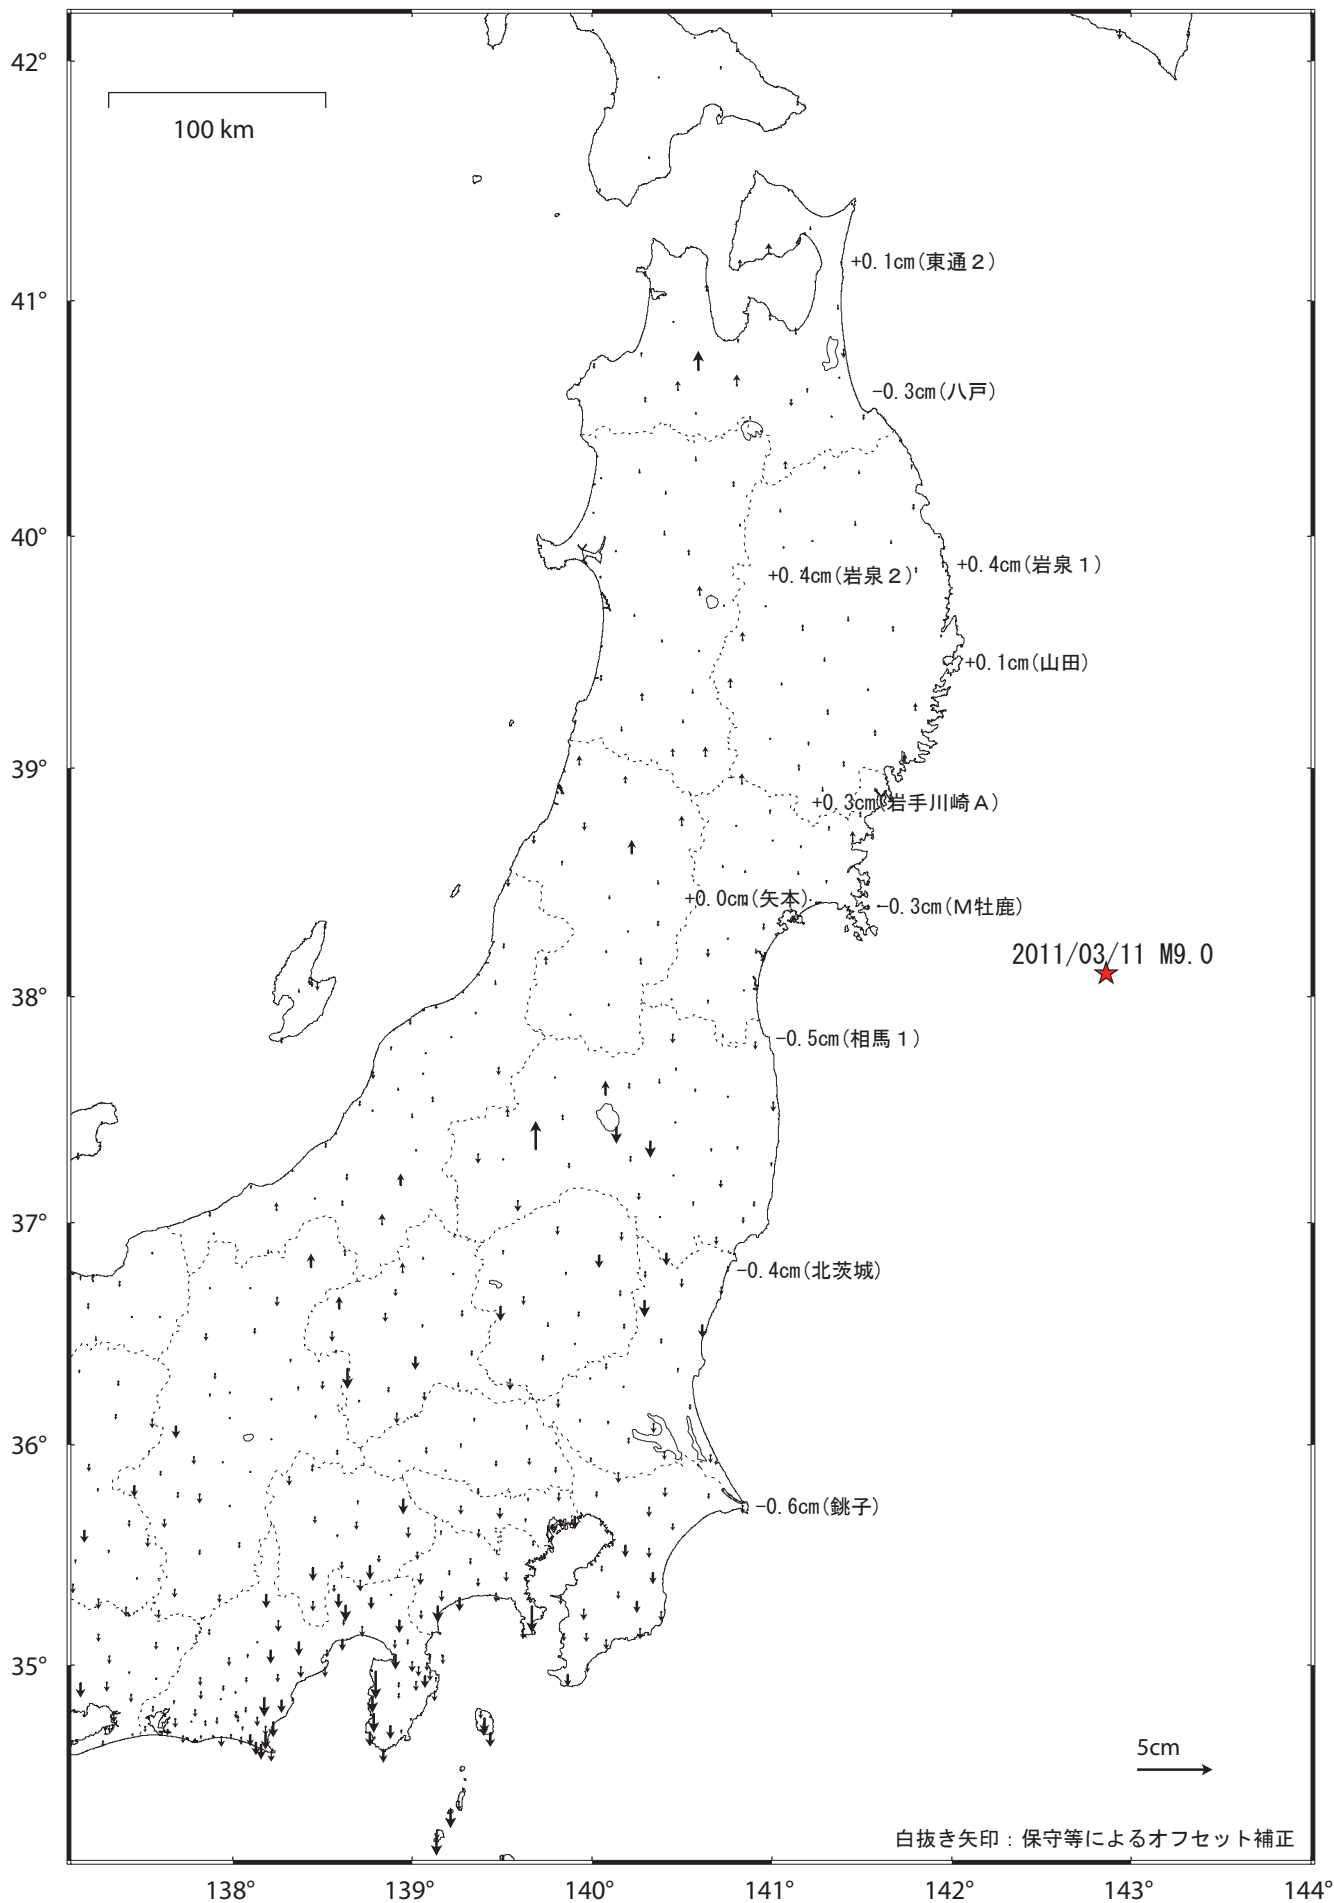 42°
100 km
+0.1cm(東通２)
41°
-0.3cm(八戸)
40°
+0.4cm(岩泉１)
+0.4cm(岩泉２)
+0.1cm(山田)
39°
+0.3cm(岩手川崎Ａ)
+0.0cm(矢本)
-0.3cm(Ｍ牡鹿)
2011/03/11 M9.0
38°
-0.5cm(相馬１)
37°
-0.4cm(北茨城)
36°
-0.6cm(銚子)
35°
5cm
白抜き矢印：保守等によるオフセット補正
138° 139° 140° 141° 142° 143° 144°